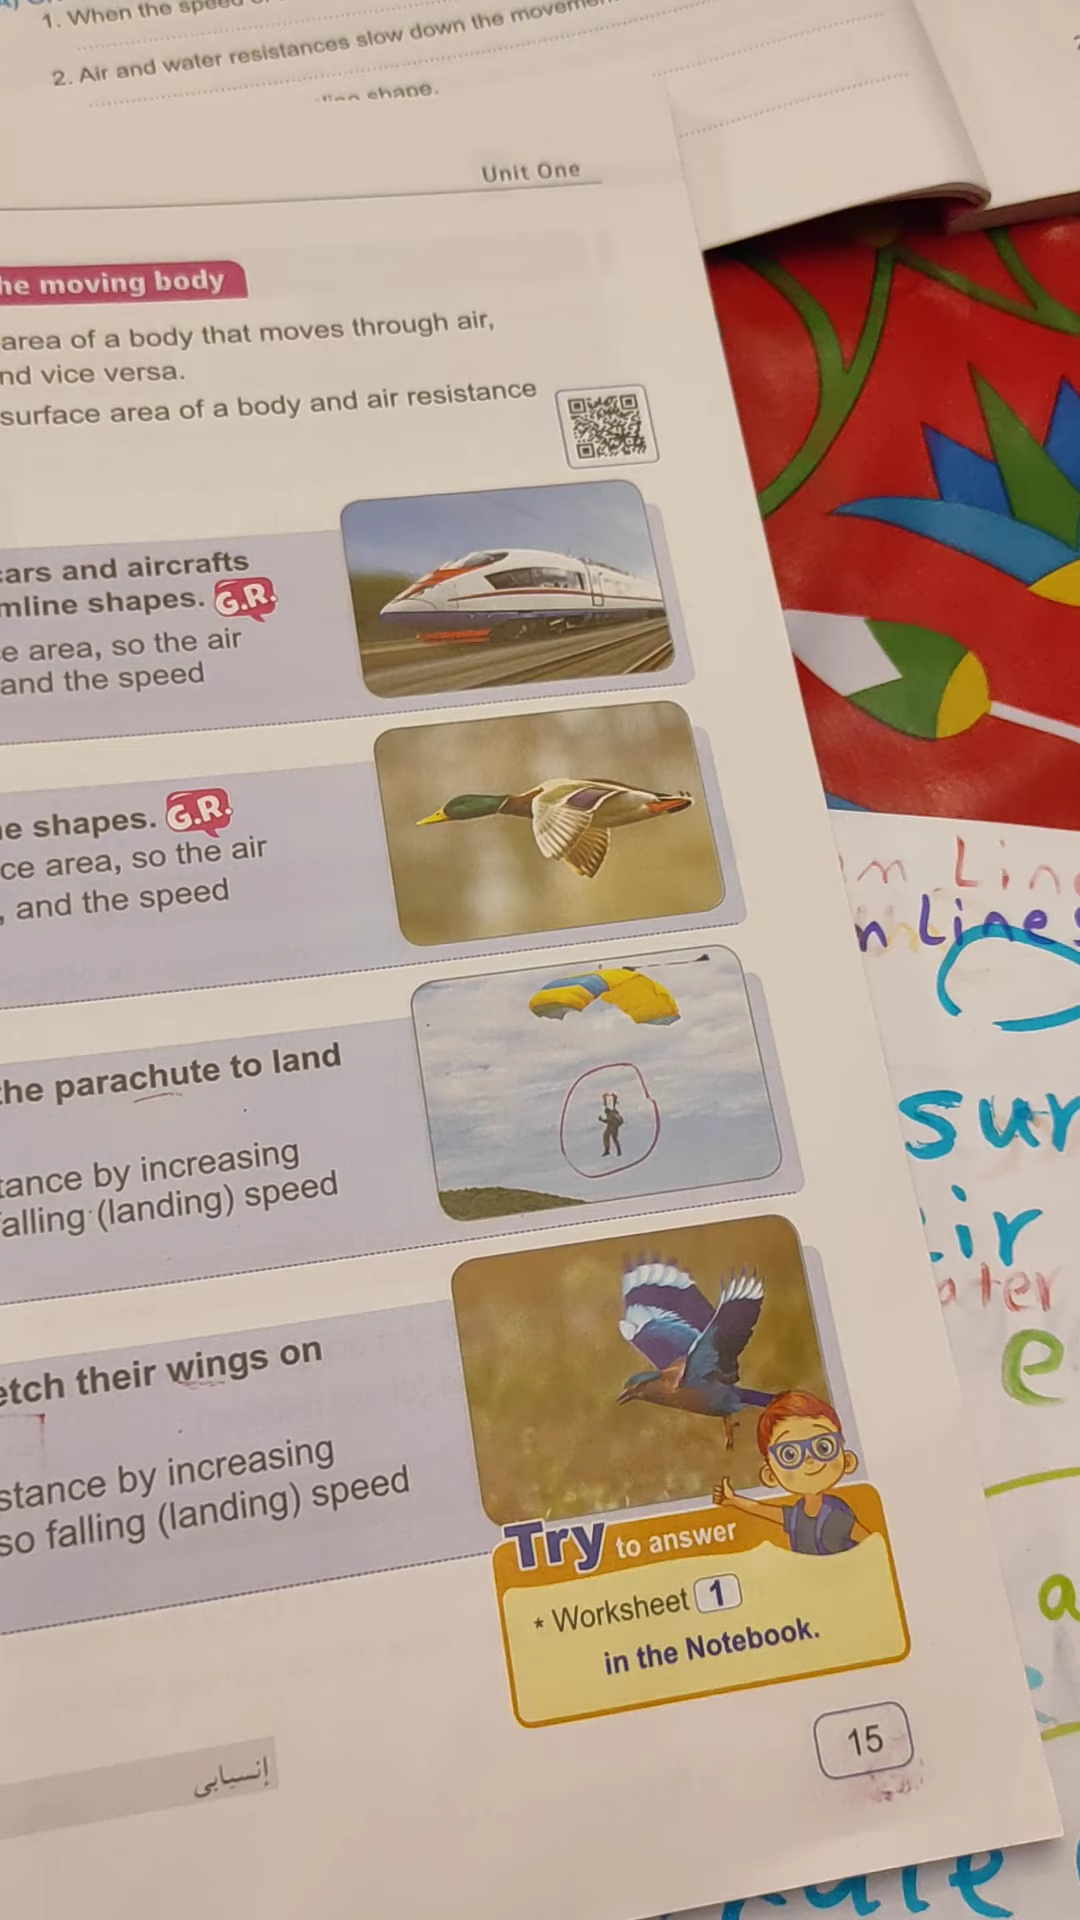 1. When the speed
2. Air and water resistances slow down the movement
shape.
Unit One
he moving body
area of a body that moves through air,
nd vice versa.
surface area of a body and air resistance
cars and aircrafts
mline shapes. G.R.
e area, so the air
and the speed
e shapes. G.R.
ce area, so the air
, and the speed
the parachute to land
tance by increasing
falling (landing) speed
etch their wings on
stance by increasing
so falling (landing) speed
Try to answer
* Worksheet 1
in the Notebook.
15
إنسيابى
m Line
n Lines
sur
ir
ater
e
a